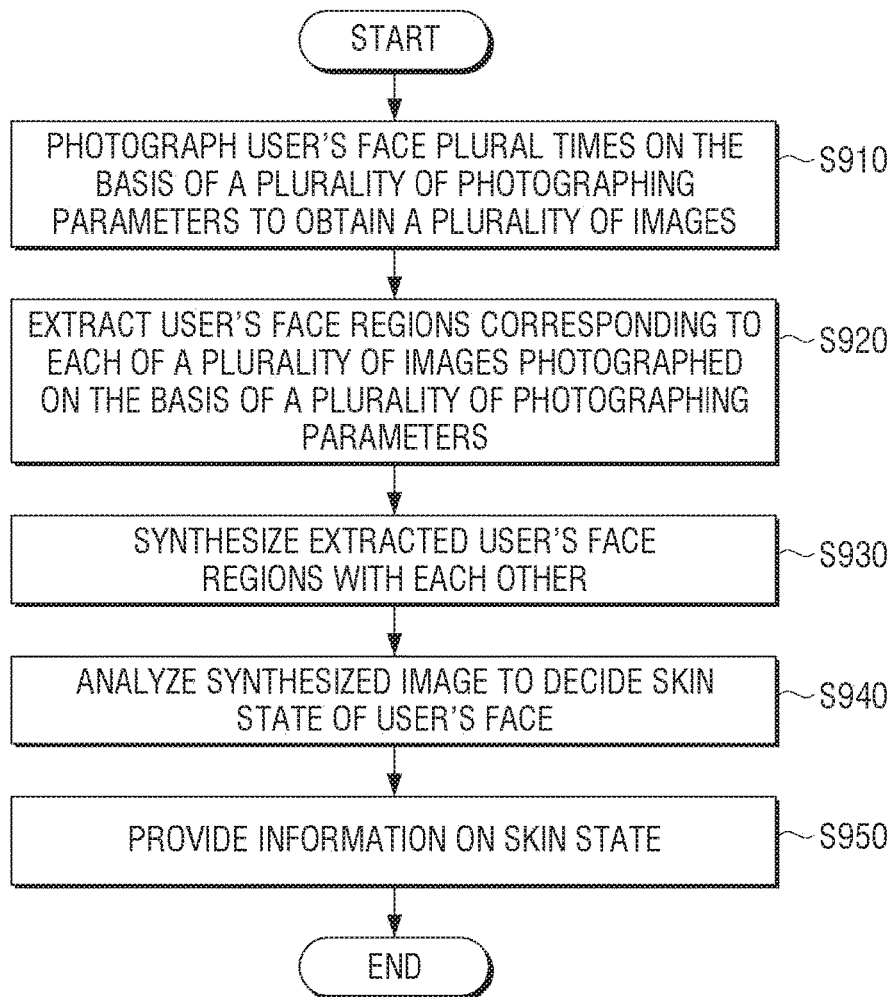 START
PHOTOGRAPH USER'S FACE PLURAL TIMES ON THE
BASIS OF A PLURALITY OF PHOTOGRAPHING
PARAMETERS TO OBTAIN A PLURALITY OF IMAGES
S910
EXTRACT USER'S FACE REGIONS CORRESPONDING TO
EACH OF A PLURALITY OF IMAGES PHOTOGRAPHED
ON THE BASIS OF A PLURALITY OF PHOTOGRAPHING
PARAMETERS
S920
SYNTHESIZE EXTRACTED USER'S FACE
REGIONS WITH EACH OTHER
S930
ANALYZE SYNTHESIZED IMAGE TO DECIDE SKIN
STATE OF USER'S FACE
S940
PROVIDE INFORMATION ON SKIN STATE
S950
END